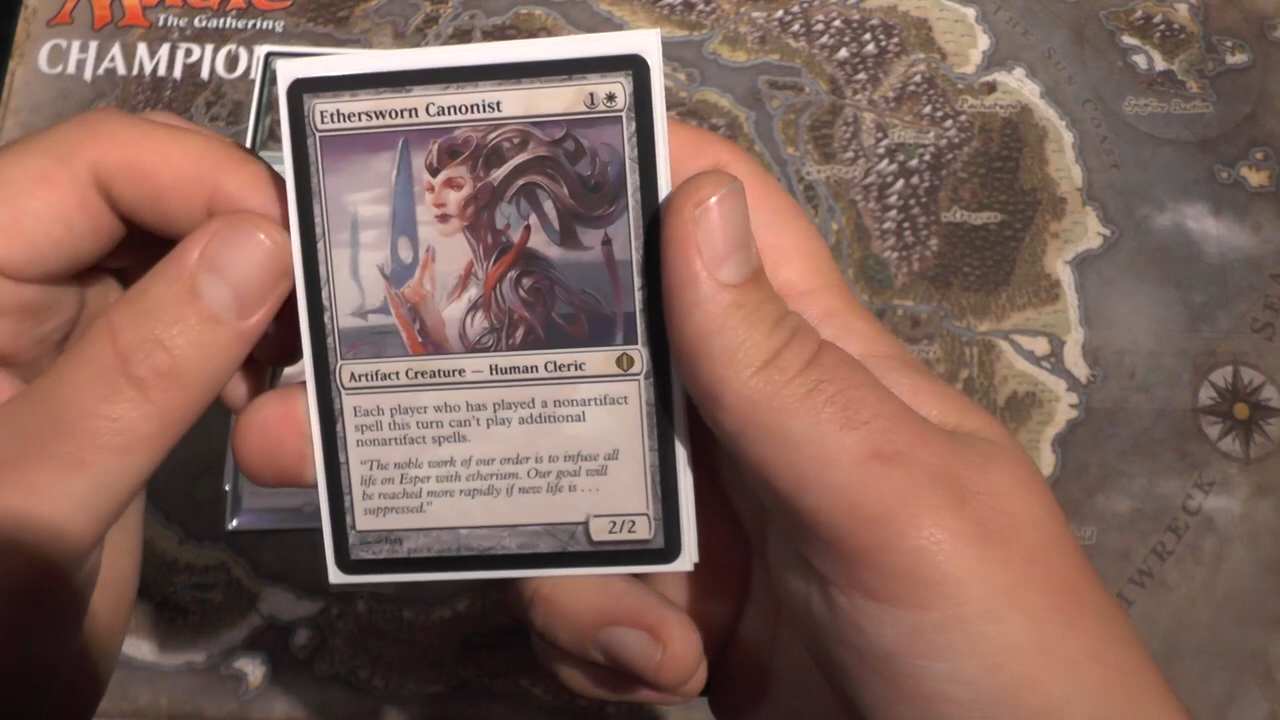 The Gathering
CHAMPION
Ethersworn Canonist 1
Artifact Creature — Human Cleric
Each player who has played a nonartifact
spell this turn can't play additional
nonartifact spells.
"The noble work of our order is to infuse all
life on Esper with etherium. Our goal will
be reached more rapidly if new life is . . .
suppressed."
2/2
THE SUN COAST